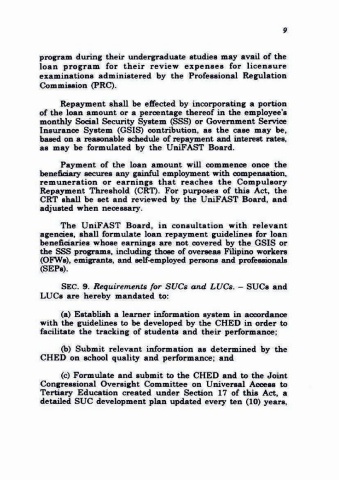 9
program during their undergraduate studies may avail of the
loan program for their review expenses for licensure
examinations administered by the Professional Regulation
Commission (PRC).
Repayment shall be effected by incorporating a portion
of the loan amount or a percentage thereof in the employee's
monthly Social Security System (SSS) or Government Service
Insurance System (GSIS) contribution, as the case may be,
based on a reasonable schedule of repayment and interest rates,
as may be formulated by the UniFAST Board.
Payment of the loan amount will commence once the
beneficiary secures any gainful employment with compensation,
remuneration or earnings that reaches the Compulsory
Repayment Threshold (CRT). For purposes of this Act, the
CRT shall be set and reviewed by the UniFAST Board, and
adjusted when necessary.
The UniFAST Board, in consultation with relevant
agencies, shall formulate loan repayment guidelines for loan
beneficiaries whose earnings are not covered by the GSIS or
the SSS programs, including those of overseas Filipino workers
(OFWs), emigrants, and self-employed persons and professionals
(SEPs).
SEC. 9. Requirements for SUCs and LUCs. – SUCs and
LUCs are hereby mandated to:
(a) Establish a learner information system in accordance
with the guidelines to be developed by the CHED in order to
facilitate the tracking of students and their performance;
(b) Submit relevant information as determined by the
CHED on school quality and performance; and
(c) Formulate and submit to the CHED and to the Joint
Congressional Oversight Committee on Universal Access to
Tertiary Education created under Section 17 of this Act, a
detailed SUC development plan updated every ten (10) years,